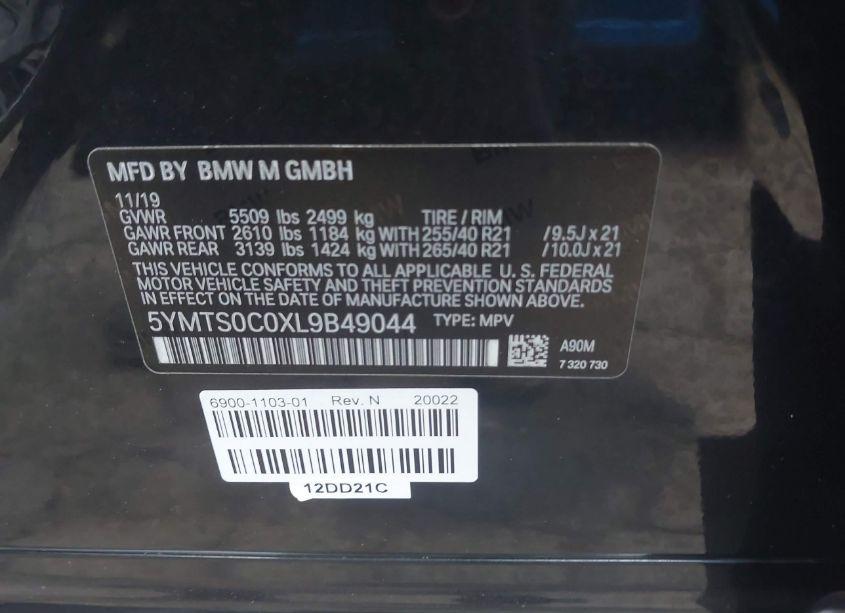 MFD BY BMW M GMBH
11/19
GVWR 5509 lbs 2499 kg TIRE / RIM
GAWR FRONT 2610 lbs 1184 kg WITH 255/40 R21 /9.5J x 21
GAWR REAR 3139 lbs 1424 kg WITH 265/40 R21 /10.0J x 21
THIS VEHICLE CONFORMS TO ALL APPLICABLE U. S. FEDERAL
MOTOR VEHICLE SAFETY AND THEFT PREVENTION STANDARDS
IN EFFECT ON THE DATE OF MANUFACTURE SHOWN ABOVE.
5YMTS0C0XL9B49044 TYPE: MPV
A90M
7 320 730
6900-1103-01 Rev. N 20022
12DD21C